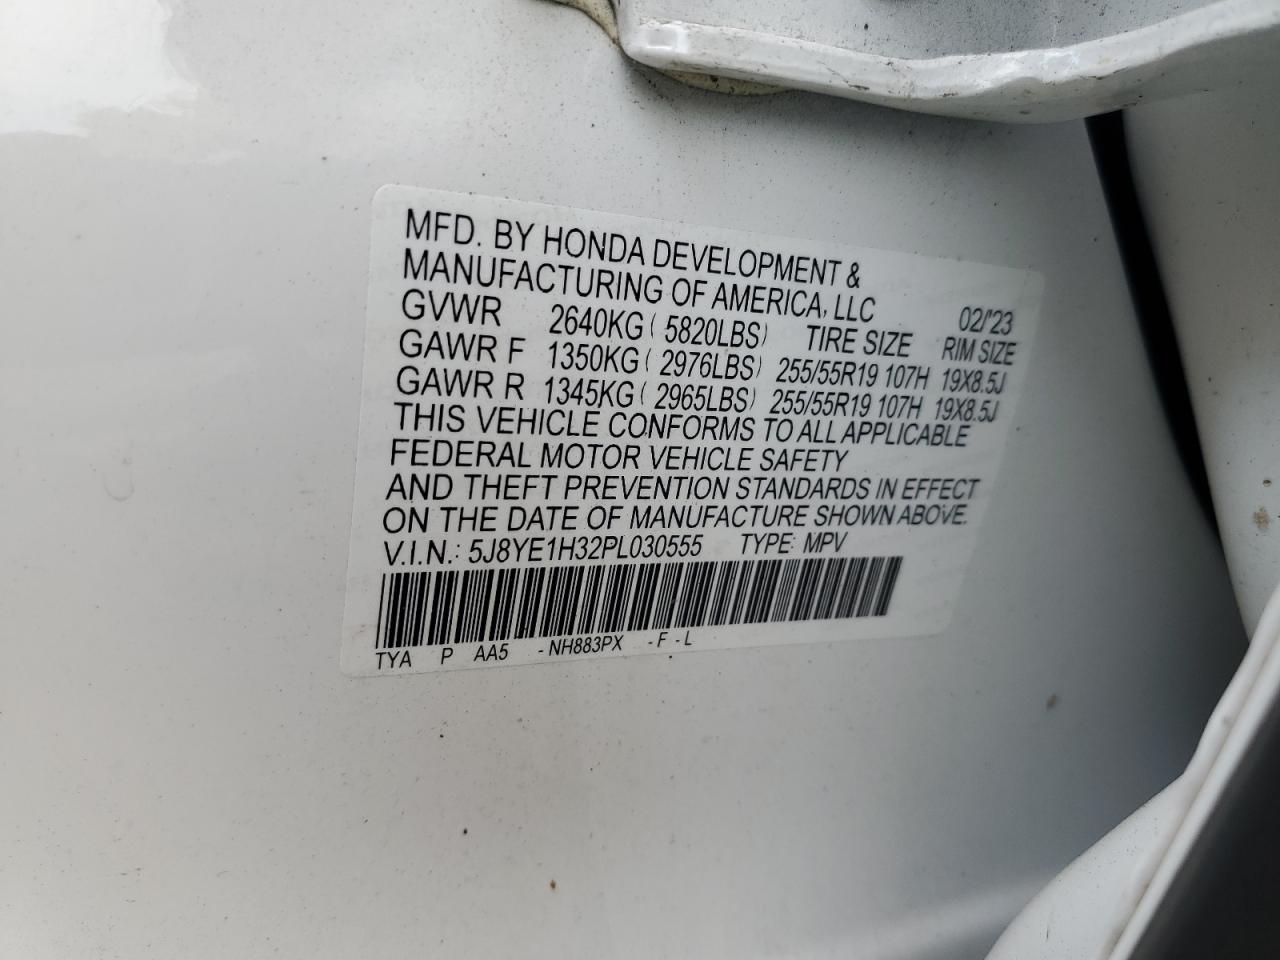 MFD. BY HONDA DEVELOPMENT &
MANUFACTURING OF AMERICA, LLC 02/'23
GVWR 2640KG ( 5820LBS) TIRE SIZE RIM SIZE
GAWR F 1350KG ( 2976LBS) 255/55R19 107H 19X8.5J
GAWR R 1345KG ( 2965LBS) 255/55R19 107H 19X8.5J
THIS VEHICLE CONFORMS TO ALL APPLICABLE
FEDERAL MOTOR VEHICLE SAFETY
AND THEFT PREVENTION STANDARDS IN EFFECT
ON THE DATE OF MANUFACTURE SHOWN ABOVE.
V.I.N.: 5J8YE1H32PL030555 TYPE: MPV
TYA P AA5 -NH883PX -F -L